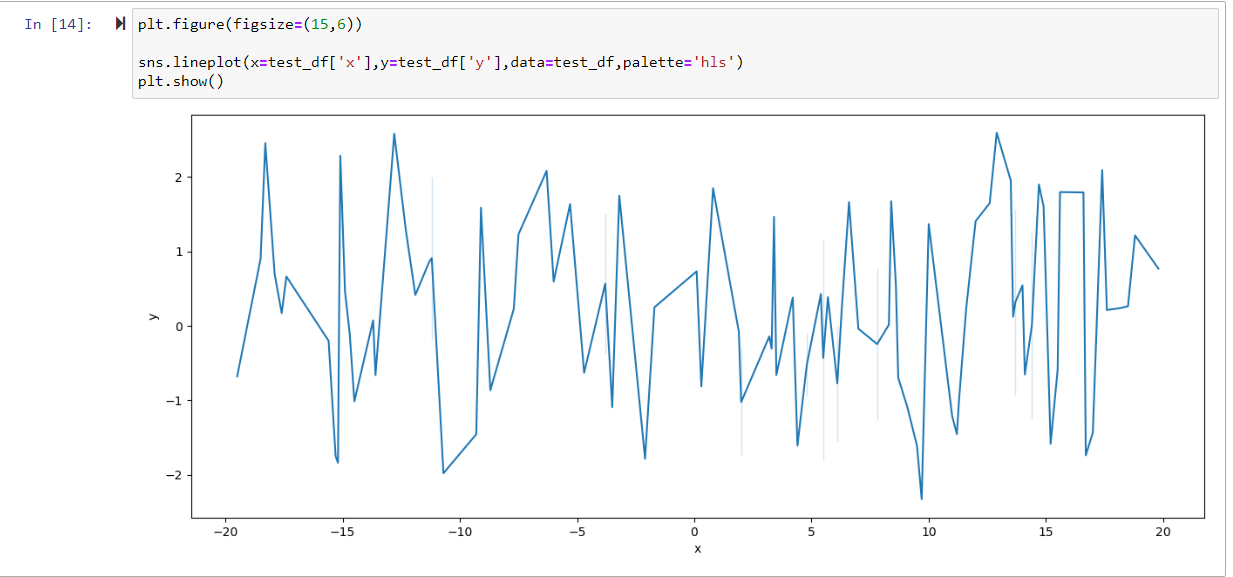 In [14]:
plt.figure(figsize=(15,6))
sns.lineplot(x=test_df['x'],y=test_df['y'],data=test_df,palette='hls')
plt.show()
2
1
0
−1
−2
y
−20 −15 −10 −5 0 5 10 15 20
x